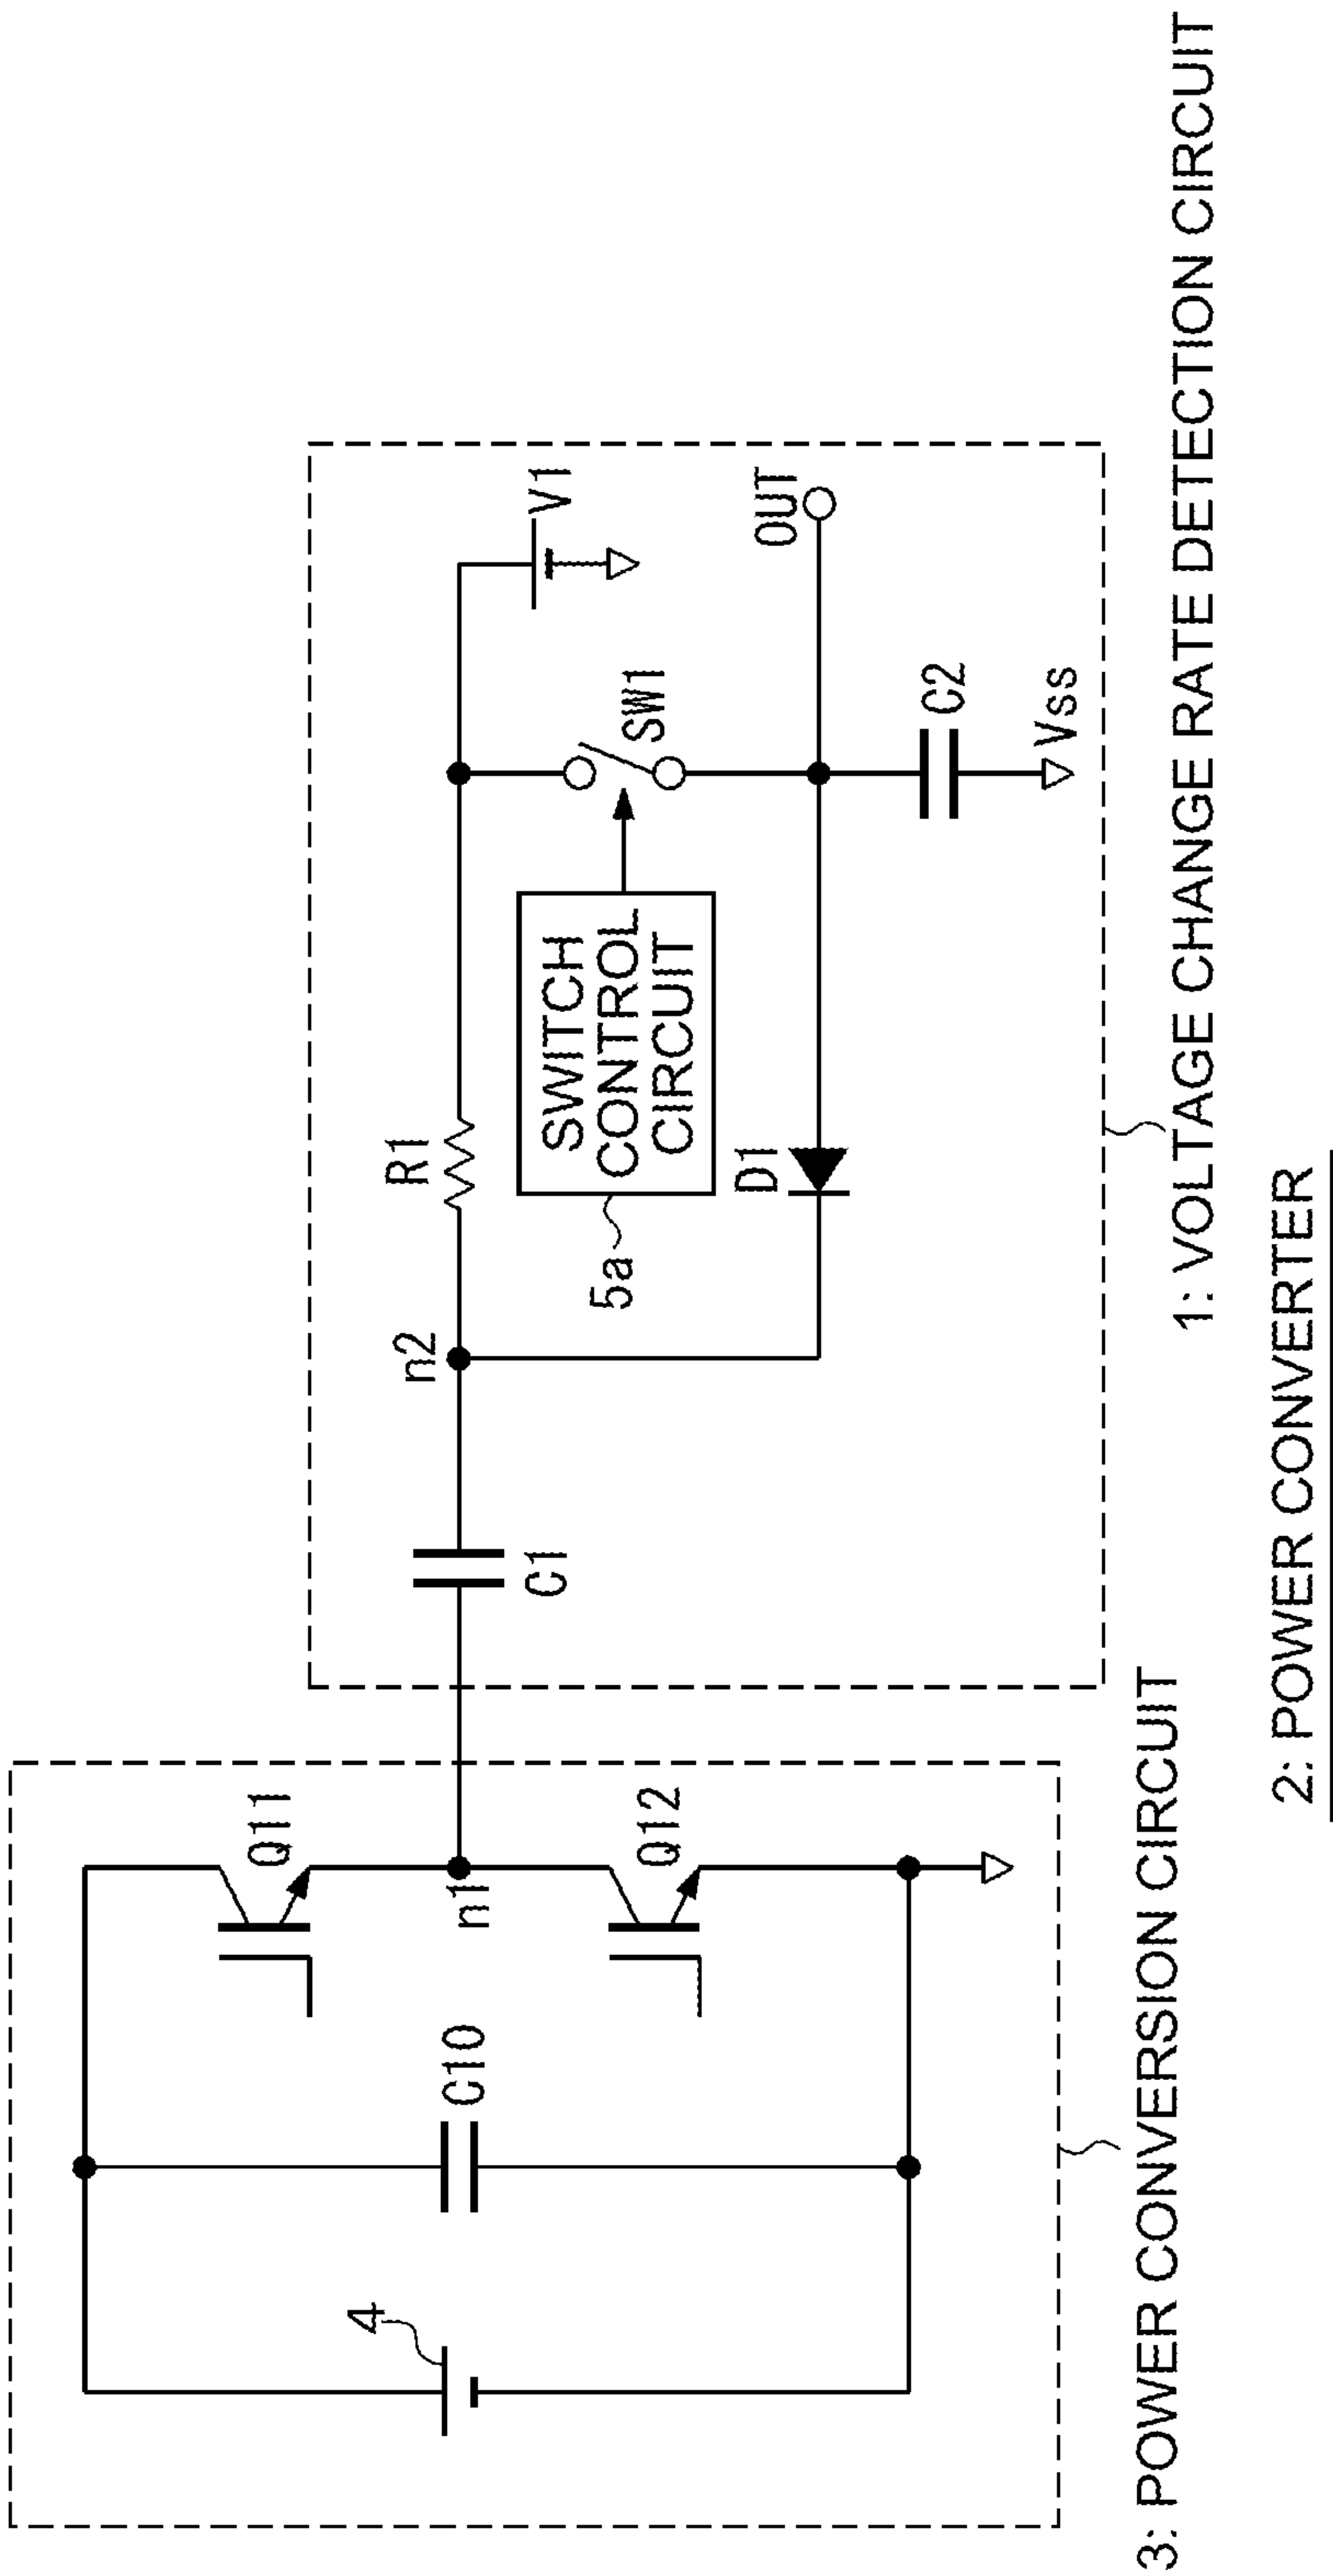 4
C10
Q11
n1
Q12
3: POWER CONVERSION CIRCUIT
C1
n2
R1
5a
SWITCH
CONTROL
CIRCUIT
D1
SW1
V1
OUT
C2
Vss
1: VOLTAGE CHANGE RATE DETECTION CIRCUIT
2: POWER CONVERTER